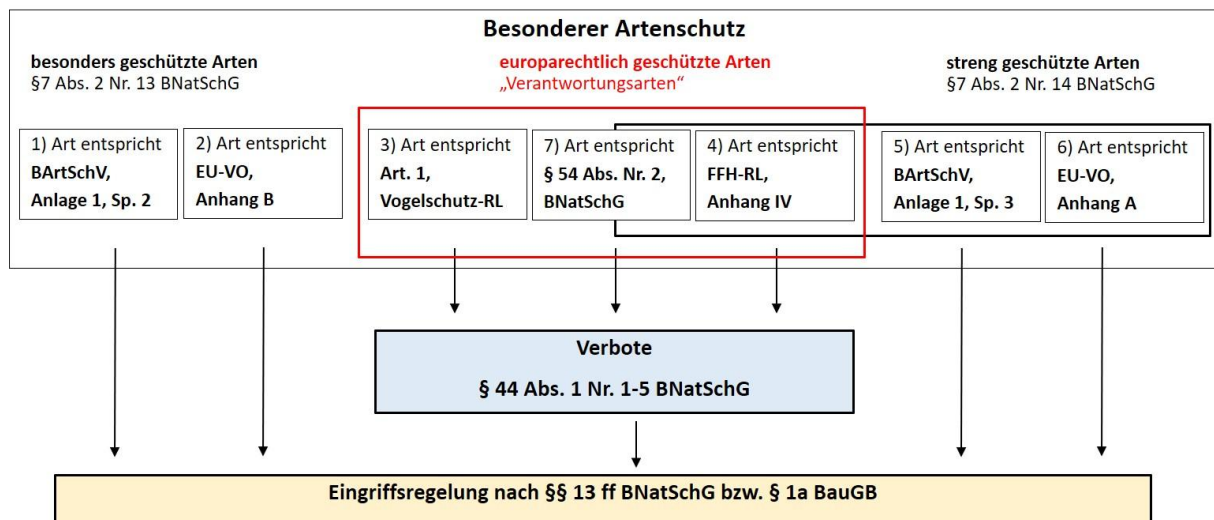 Besonderer Artenschutz
besonders geschützte Arten
§7 Abs. 2 Nr. 13 BNatSchG
europarechtlich geschützte Arten
„Verantwortungsarten“
streng geschützte Arten
§7 Abs. 2 Nr. 14 BNatSchG
1) Art entspricht
BArtSchV,
Anlage 1, Sp. 2
2) Art entspricht
EU-VO,
Anhang B
3) Art entspricht
Art. 1,
Vogelschutz-RL
7) Art entspricht
§ 54 Abs. Nr. 2,
BNatSchG
4) Art entspricht
FFH-RL,
Anhang IV
5) Art entspricht
BArtSchV,
Anlage 1, Sp. 3
6) Art entspricht
EU-VO,
Anhang A
Verbote
§ 44 Abs. 1 Nr. 1-5 BNatSchG
Eingriffsregelung nach §§ 13 ff BNatSchG bzw. § 1a BauGB